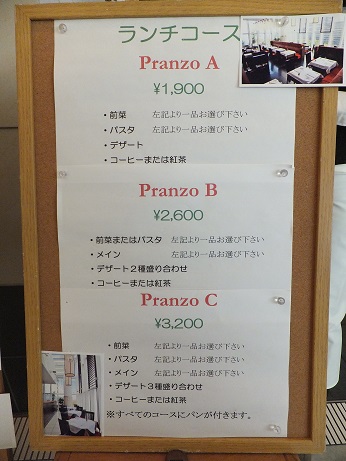 ランチコース
Pranzo A
¥1,900
・前菜 左記より一品お選び下さい
・パスタ 左記より一品お選び下さい
・デザート
・コーヒーまたは紅茶
Pranzo B
¥2,600
・前菜またはパスタ 左記より一品お選び下さい
・メイン 左記より一品お選び下さい
・デザート２種盛り合わせ
・コーヒーまたは紅茶
Pranzo C
¥3,200
・前菜 左記より一品お選び下さい
・パスタ 左記より一品お選び下さい
・メイン 左記より一品お選び下さい
・デザート３種盛り合わせ
・コーヒーまたは紅茶
※すべてのコースにパンが付きます。